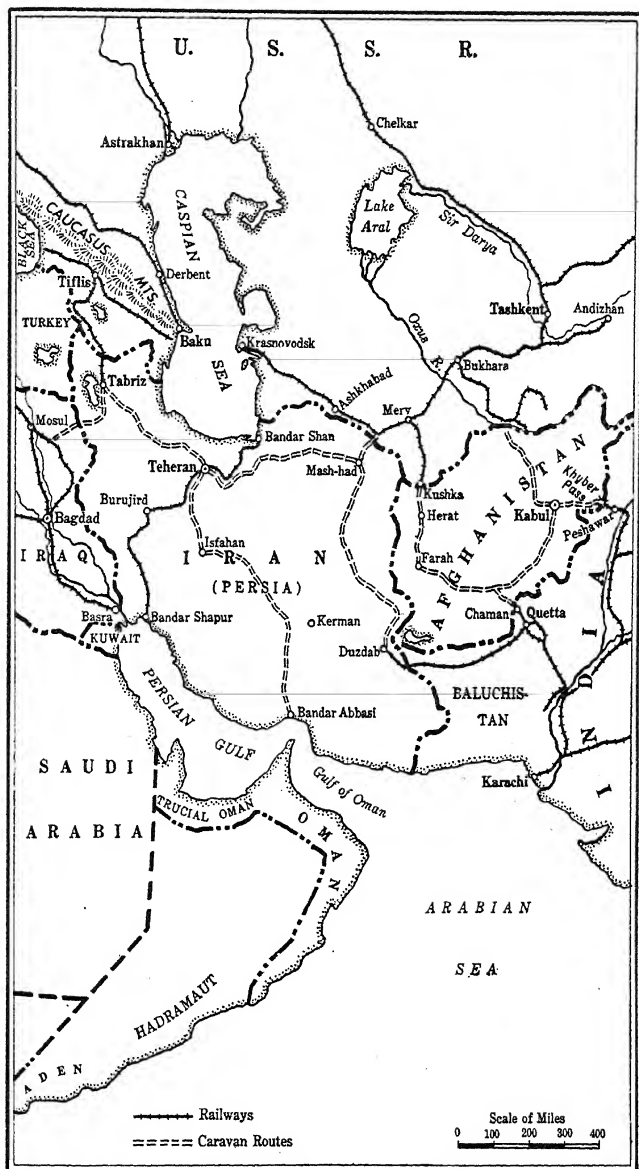 U. S. S. R.
Astrakhan
Chelkar
CASPIAN
SEA
Lake
Aral
Sir Darya
BLACK
SEA
CAUCASUS
MTS.
Derbent
Tiflis
Oxus
R.
Tashkent
Andizhan
TURKEY
Baku
Krasnovodsk
Bukhara
Tabriz
Ashkhabad
Merv
Mosul
Bandar Shan
Teheran
Mash-had
AFGHANISTAN
Kushka
Khyber
Pass
Burujird
Herat
Kabul
Peshawar
Bagdad
Isfahan
IRAN
(PERSIA)
Farah
IRAQ
Basra
KUWAIT
Bandar Shapur
Kerman
Chaman
Quetta
Duzdab
INDIA
BALUCHIS-
TAN
PERSIAN
GULF
Bandar Abbasi
SAUDI
ARABIA
Gulf of Oman
Karachi
TRUCIAL OMAN
OMAN
ARABIAN
SEA
HADRAMAUT
ADEN
Railways
Caravan Routes
Scale of Miles
0 100 200 300 400